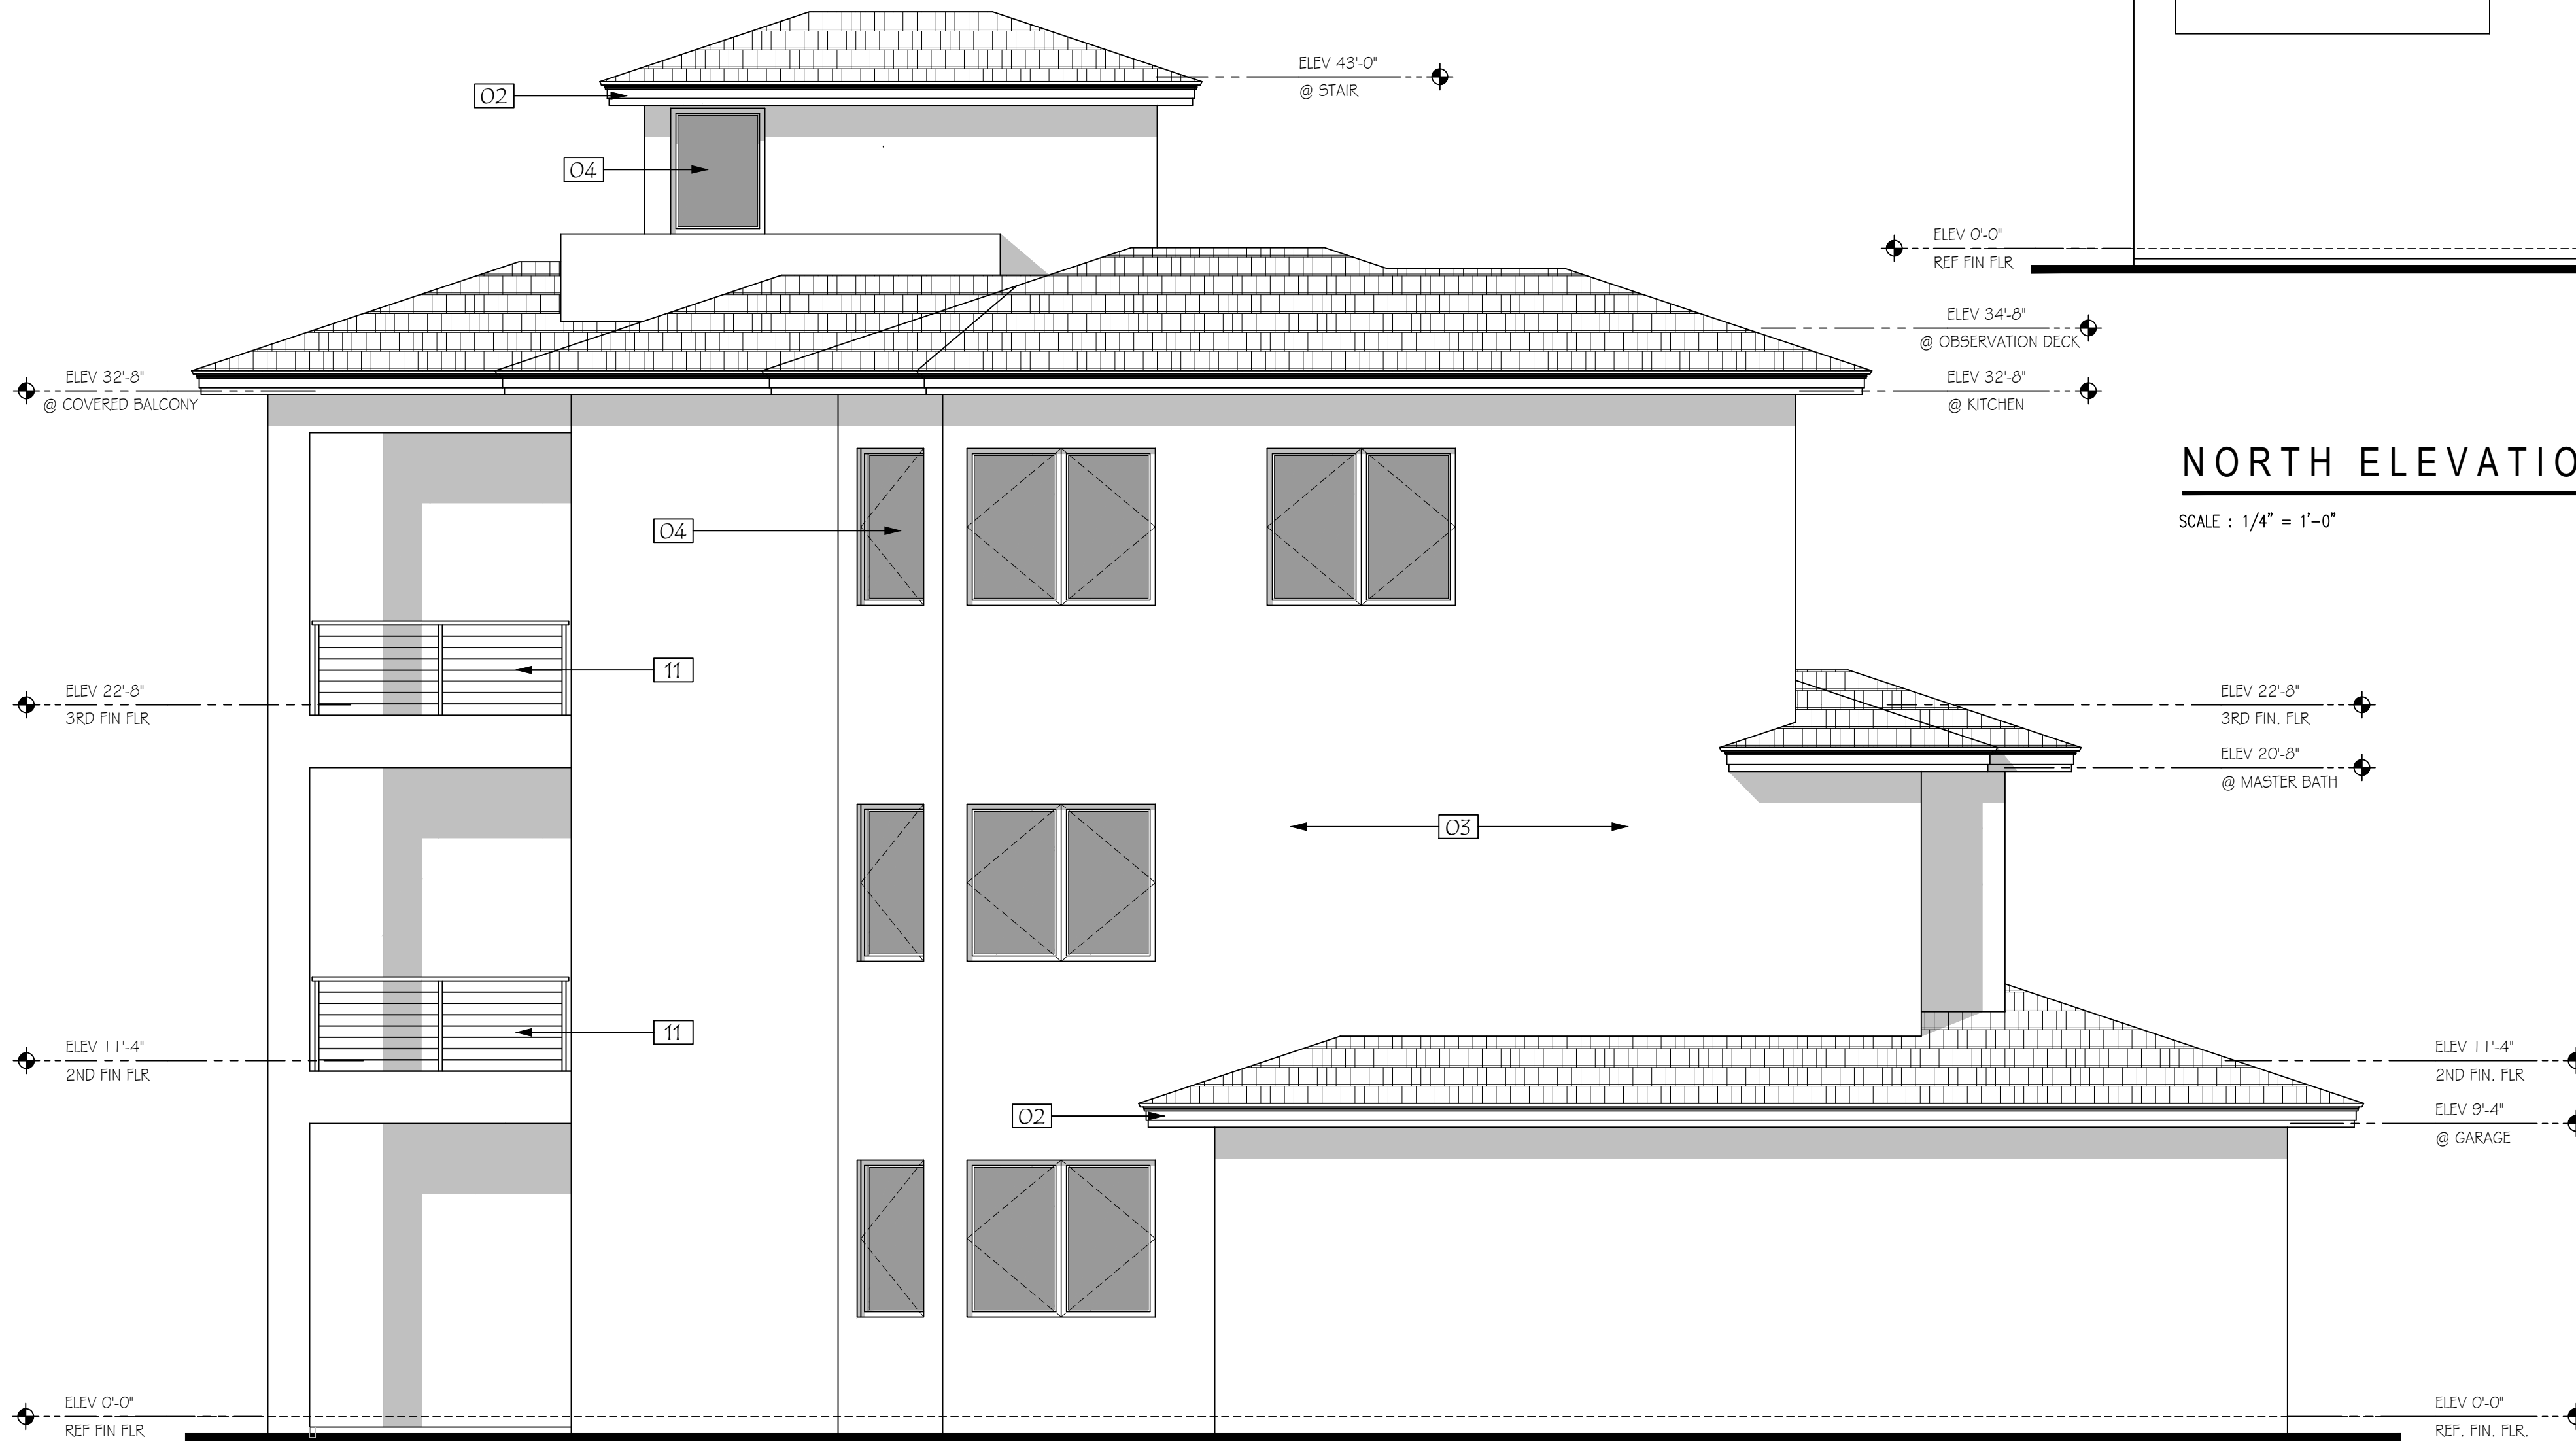 ELEV 43'-0"
@ STAIR
02
04
ELEV 0'-0"
REF FIN FLR
ELEV 34'-8"
@ OBSERVATION DECK
ELEV 32'-8"
@ COVERED BALCONY
ELEV 32'-8"
@ KITCHEN
NORTH ELEVATIO
SCALE : 1/4" = 1'-0"
04
11
ELEV 22'-8"
3RD FIN FLR
ELEV 22'-8"
3RD FIN. FLR
ELEV 20'-8"
@ MASTER BATH
03
11
ELEV 11'-4"
2ND FIN FLR
ELEV 11'-4"
2ND FIN. FLR
02
ELEV 9'-4"
@ GARAGE
ELEV 0'-0"
REF FIN FLR
ELEV 0'-0"
REF. FIN. FLR.